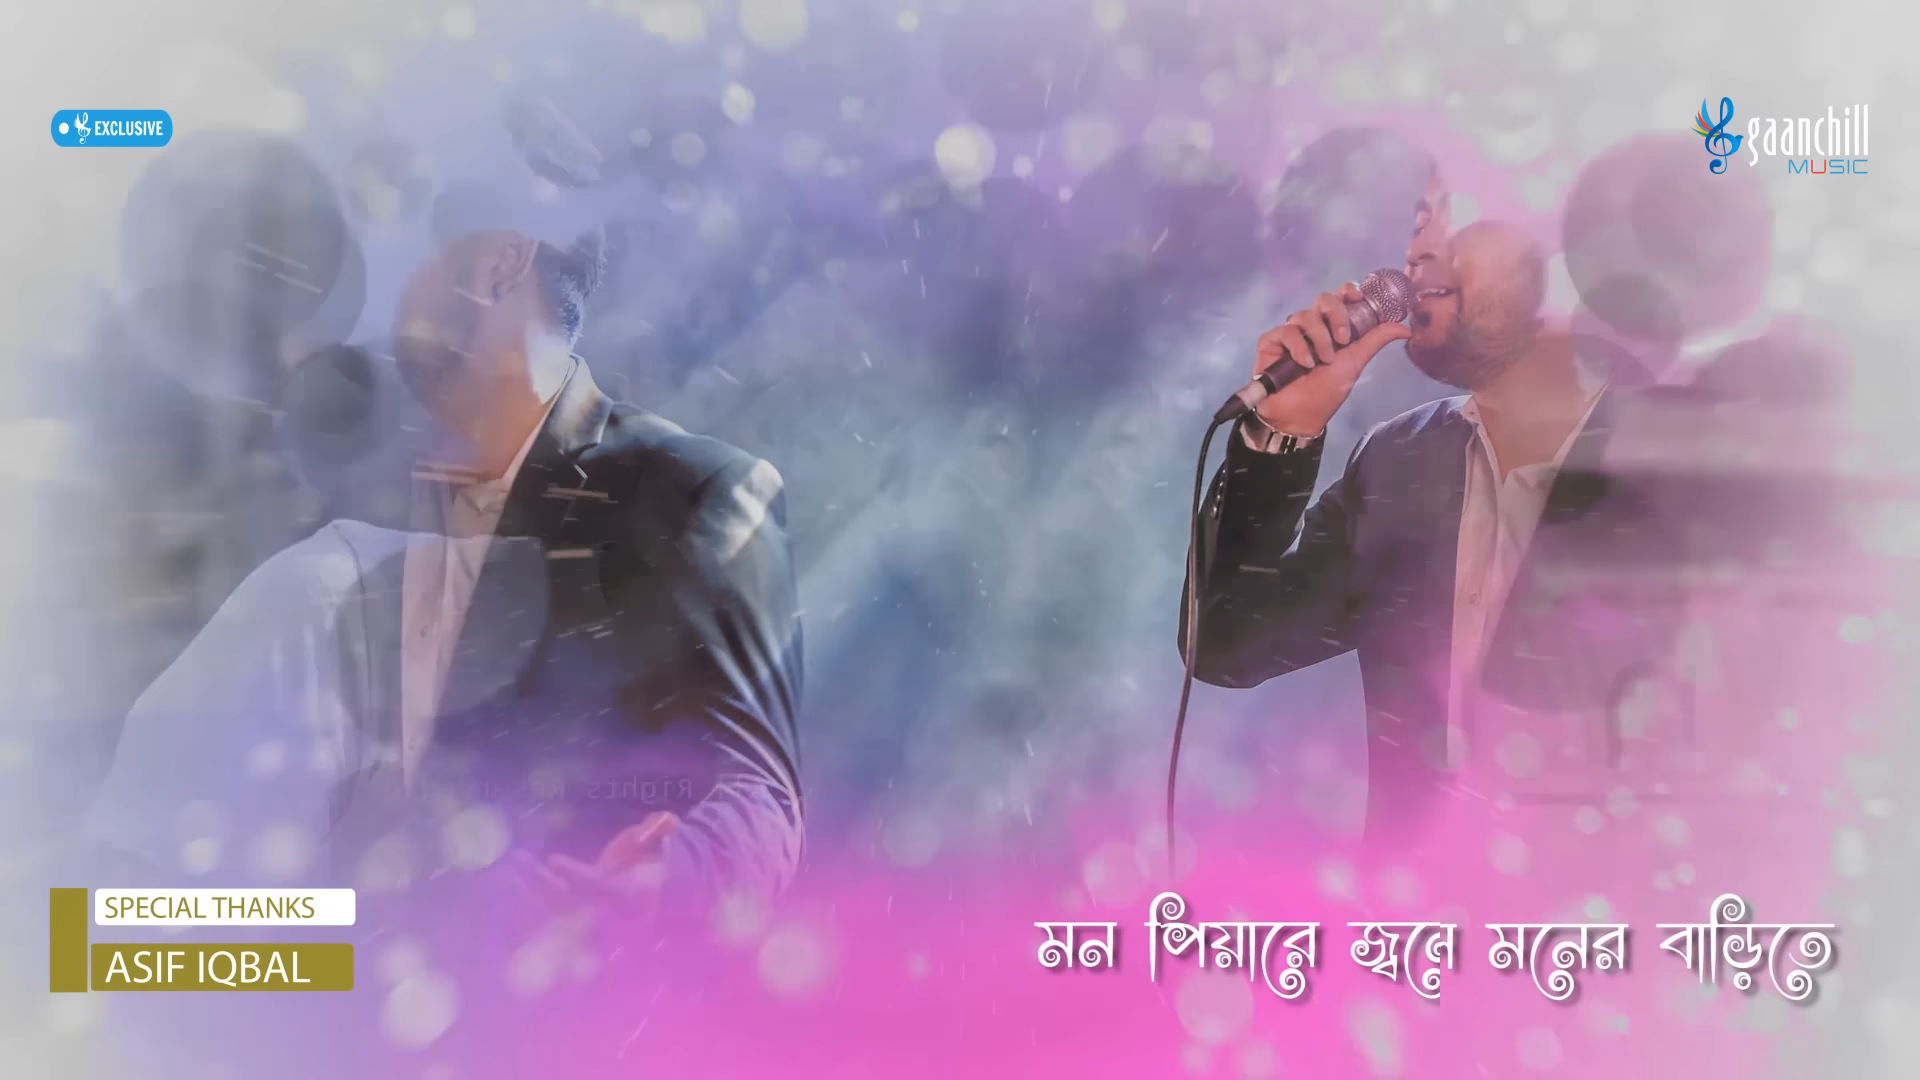 EXCLUSIVE
gaanchill
MUSIC
SPECIAL THANKS
ASIF IQBAL
মন পিয়ারে জ্বলে মনের বাড়িতে